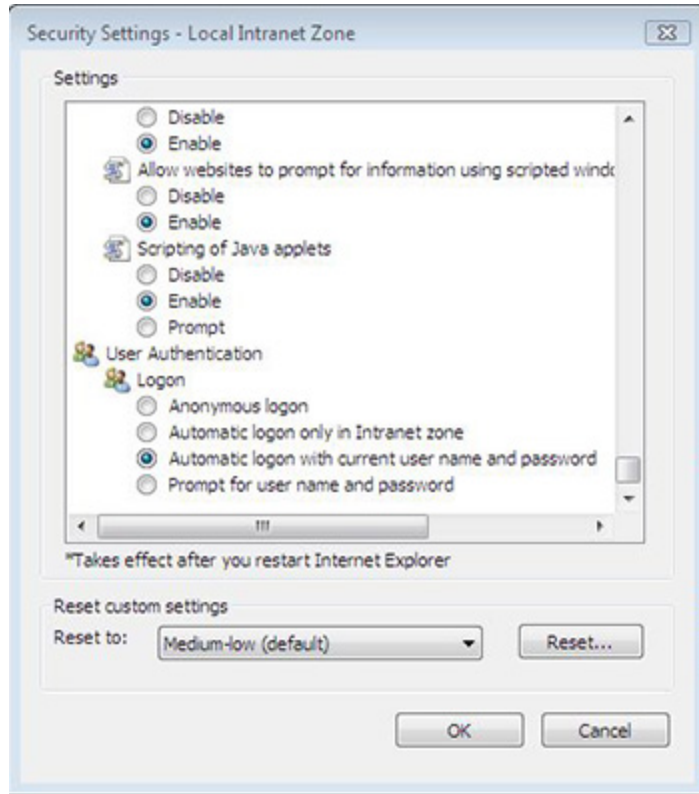 Security Settings - Local Intranet Zone
Settings
Disable
Enable
Allow websites to prompt for information using scripted
Disable
Enable
Scripting of Java applets
Disable
Enable
Prompt
User Authentication
Logon
Anonymous logon
Automatic logon only in Intranet zone
Automatic logon with current user name and password
Prompt for user name and password
*Takes effect after you restart Internet Explorer
Reset custom settings
Reset to:
Medium-low (default)
Reset...
OK
Cancel